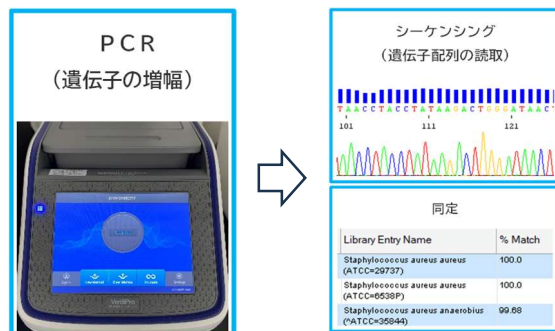 PCR
(遺伝子の増幅)
VeritiPro
シーケンシング
(遺伝子配列の読取)
TAACCTACCTATAAGACTGGGATAACT
101 111 121
同定
Library Entry Name % Match
Staphylococcus aureus aureus 100.0
(ATCC=29737)
Staphylococcus aureus aureus 100.0
(ATCC=6538P)
Staphylococcus aureus anaerobius 99.68
(^ATCC=35844)